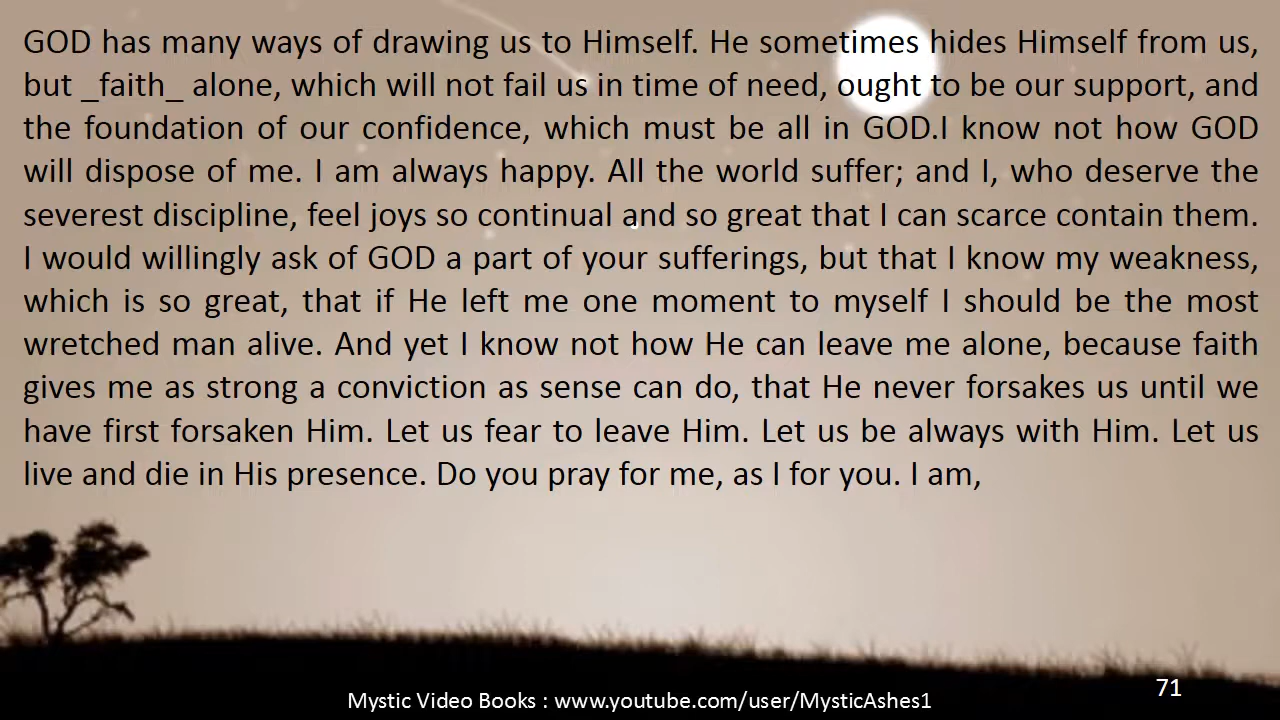 GOD has many ways of drawing us to Himself. He sometimes hides Himself from us,
but _faith_ alone, which will not fail us in time of need, ought to be our support, and
the foundation of our confidence, which must be all in GOD.I know not how GOD
will dispose of me. I am always happy. All the world suffer; and I, who deserve the
severest discipline, feel joys so continual and so great that I can scarce contain them.
I would willingly ask of GOD a part of your sufferings, but that I know my weakness,
which is so great, that if He left me one moment to myself I should be the most
wretched man alive. And yet I know not how He can leave me alone, because faith
gives me as strong a conviction as sense can do, that He never forsakes us until we
have first forsaken Him. Let us fear to leave Him. Let us be always with Him. Let us
live and die in His presence. Do you pray for me, as I for you. I am,
71
Mystic Video Books : www.youtube.com/user/MysticAshes1